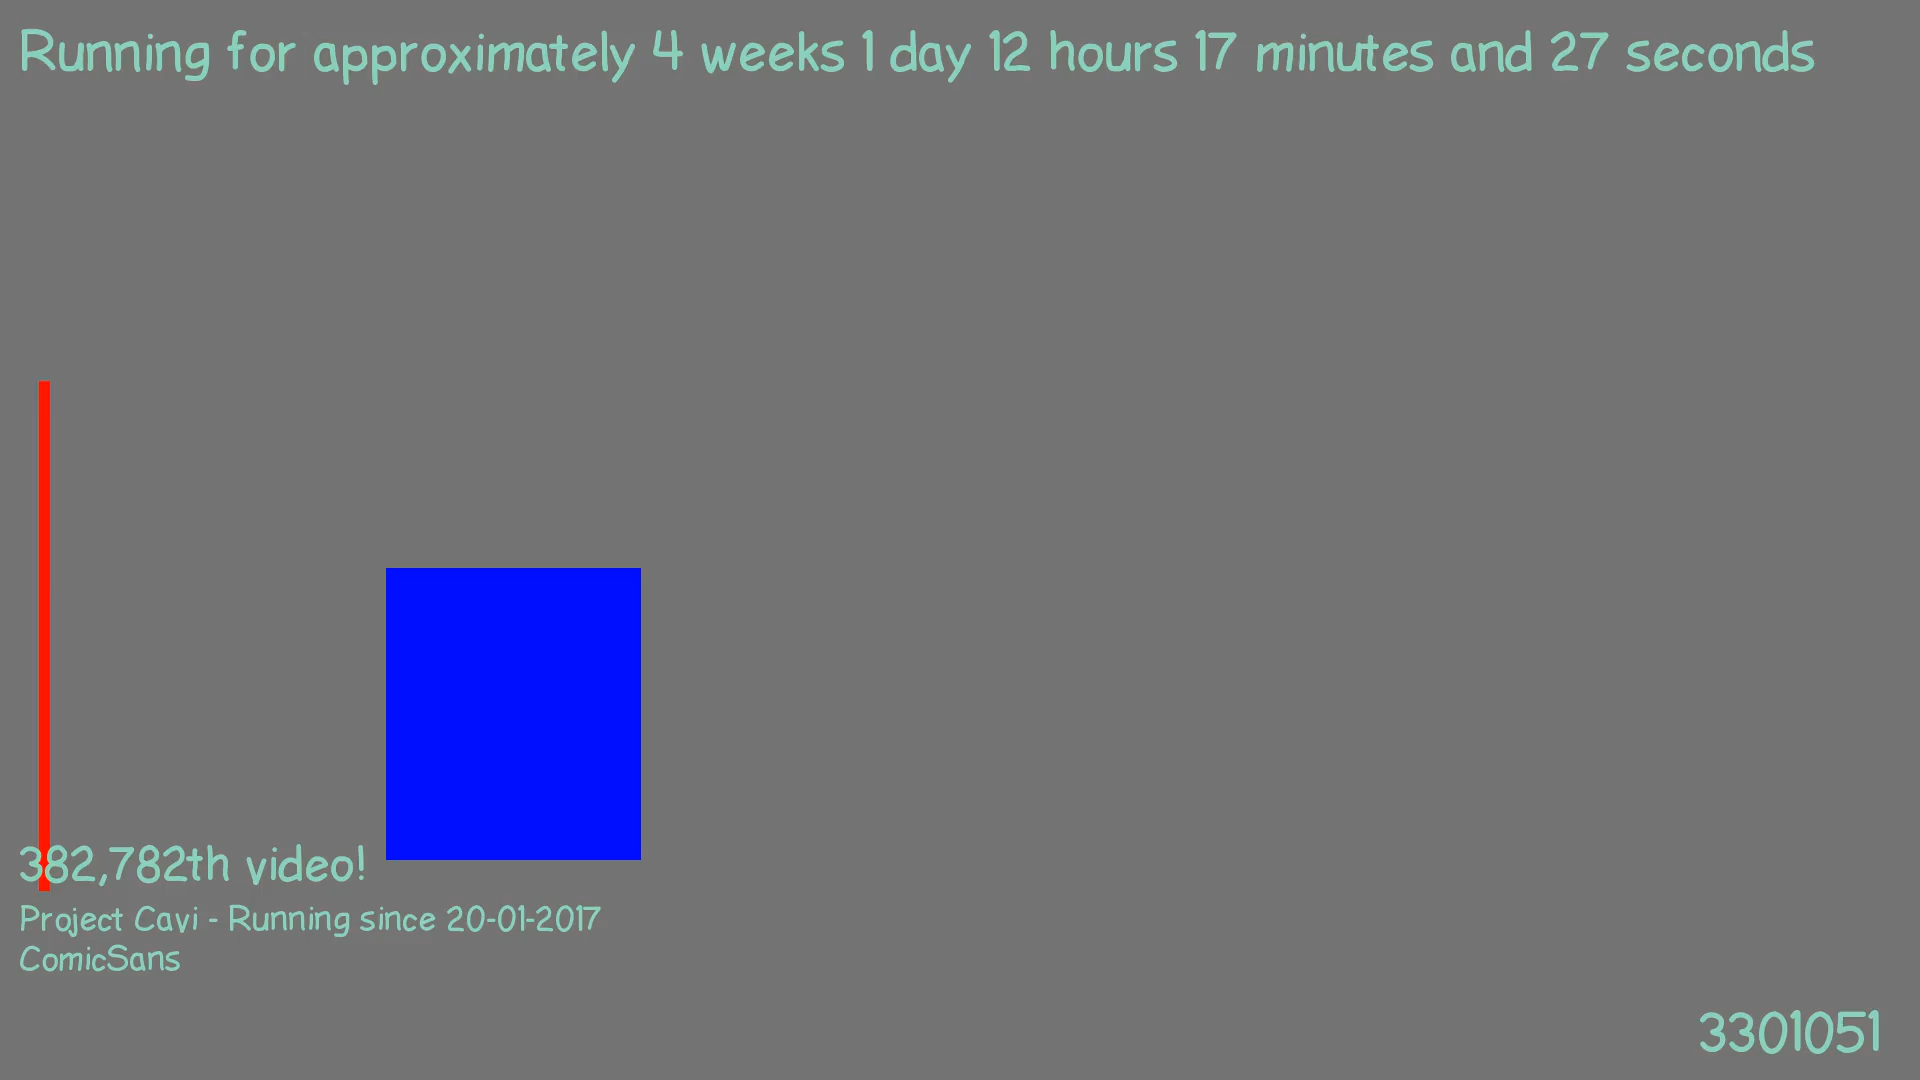 Running for approximately 4 weeks 1 day 12 hours 17 minutes and 27 seconds
382,782th video!
Project Cavi - Running since 20-01-2017
ComicSans
3301051